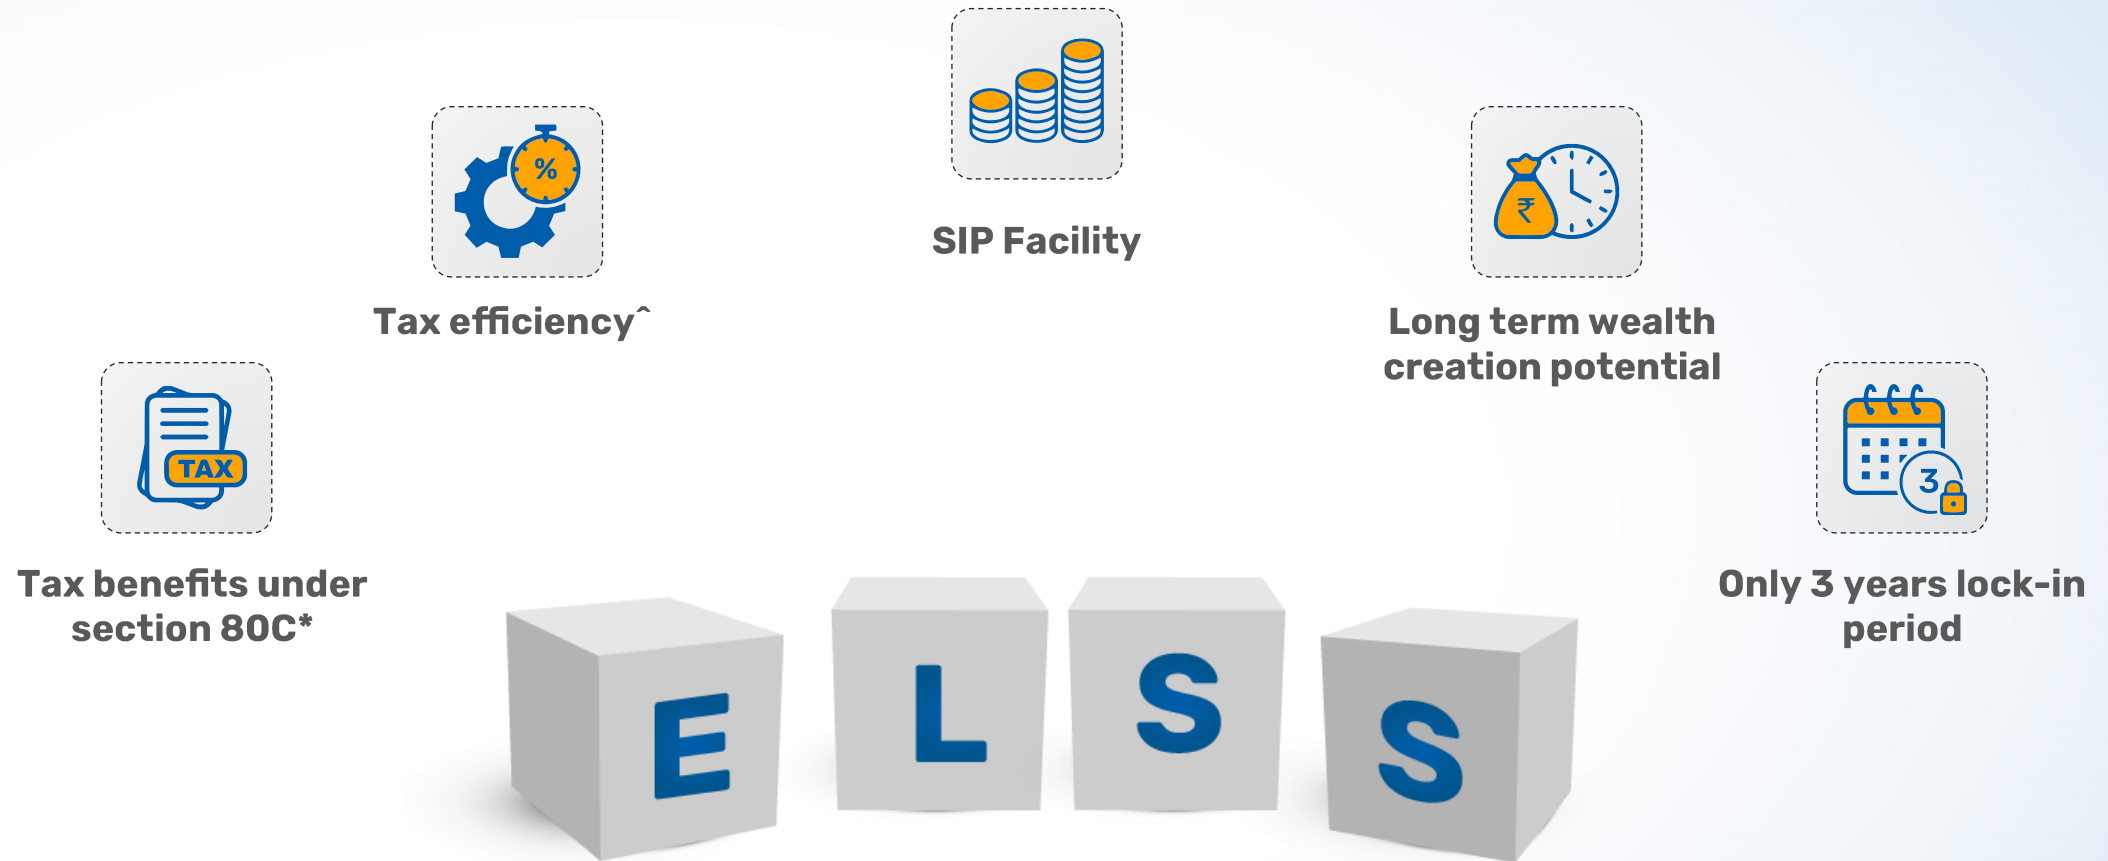 %
SIP Facility
₹
Tax efficiency^
Long term wealth
creation potential
TAX
3
Tax benefits under
section 80C*
Only 3 years lock-in
period
E L S S